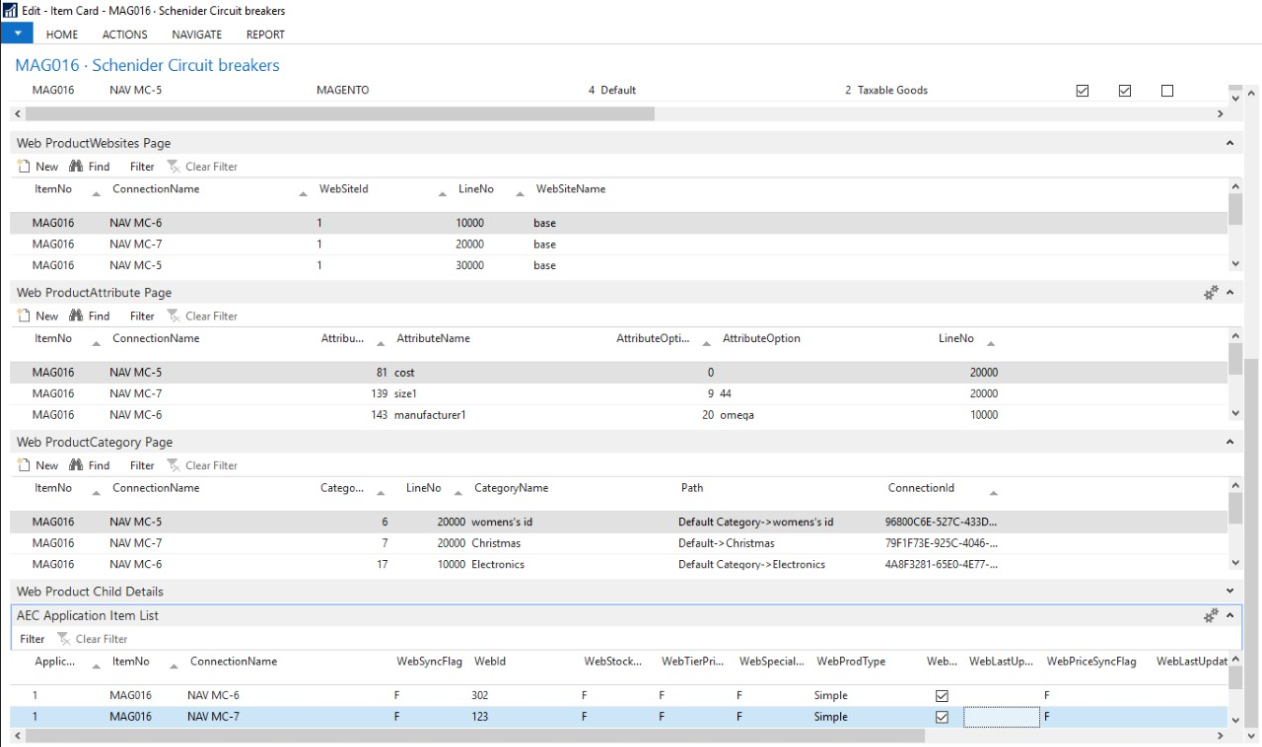 Edit - Item Card - MAG016 · Schenider Circuit breakers
HOME ACTIONS NAVIGATE REPORT
MAG016 · Schenider Circuit breakers
MAG016 NAV MC-5 MAGENTO 4 Default 2 Taxable Goods
Web ProductWebsites Page
New Find Filter Clear Filter
ItemNo ConnectionName WebSiteId LineNo WebSiteName
MAG016 NAV MC-6 1 10000 base
MAG016 NAV MC-7 1 20000 base
MAG016 NAV MC-5 1 30000 base
Web ProductAttribute Page
New Find Filter Clear Filter
ItemNo ConnectionName Attribu... AttributeName AttributeOpti... AttributeOption LineNo
MAG016 NAV MC-5 81 cost 0 20000
MAG016 NAV MC-7 139 size1 9 44 20000
MAG016 NAV MC-6 143 manufacturer1 20 omega 10000
Web ProductCategory Page
New Find Filter Clear Filter
ItemNo ConnectionName Catego... LineNo CategoryName Path ConnectionId
MAG016 NAV MC-5 6 20000 womens's id Default Category->womens's id 96800C6E-527C-433D...
MAG016 NAV MC-7 7 20000 Christmas Default->Christmas 79F1F73E-925C-4046-...
MAG016 NAV MC-6 17 10000 Electronics Default Category->Electronics 4A8F3281-65E0-4E77-...
Web Product Child Details
AEC Application Item List
Filter Clear Filter
Applic... ItemNo ConnectionName WebSyncFlag WebId WebStock... WebTierPri... WebSpecial... WebProdType Web... WebLastUp... WebPriceSyncFlag WebLastUpdat
1 MAG016 NAV MC-6 F 302 F F F Simple F
1 MAG016 NAV MC-7 F 123 F F F Simple F